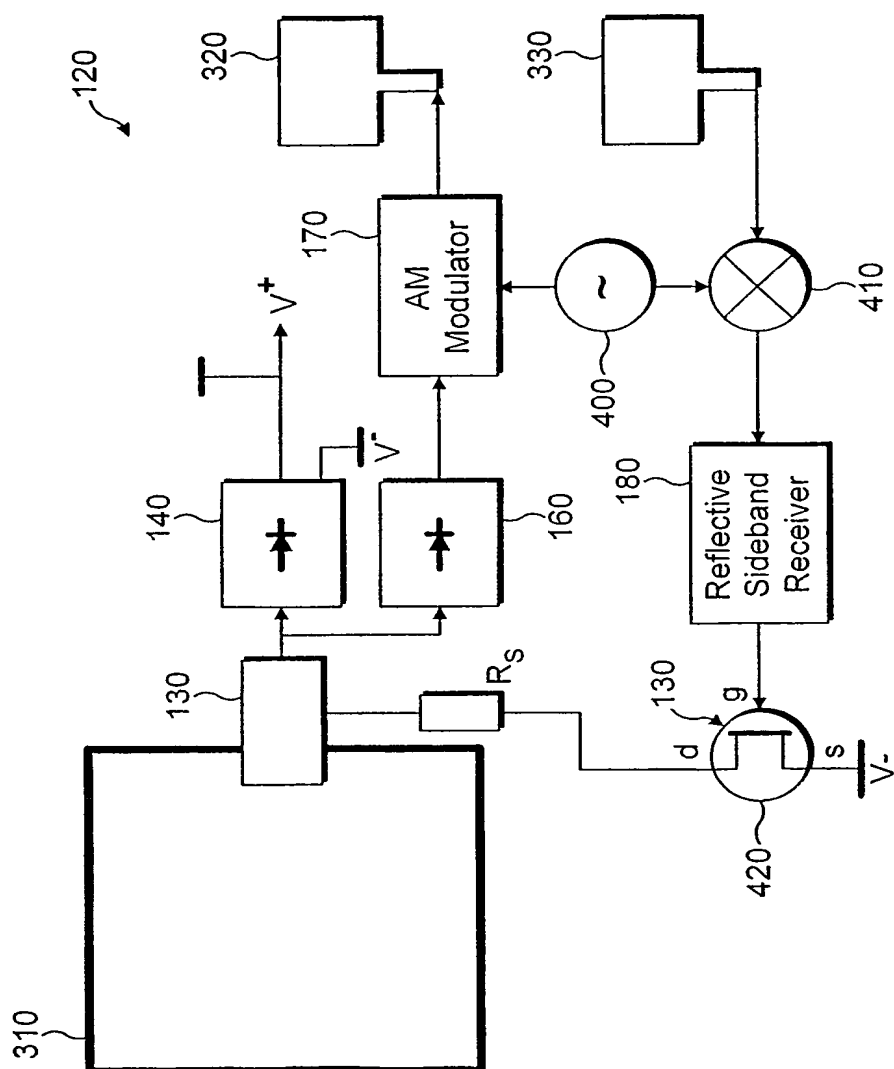 120
320
330
170
AM
Modulator
V+
V-
140
160
400
410
180
Reflective
Sideband
Receiver
130
Rs
310
130
g
d
s
420
V-